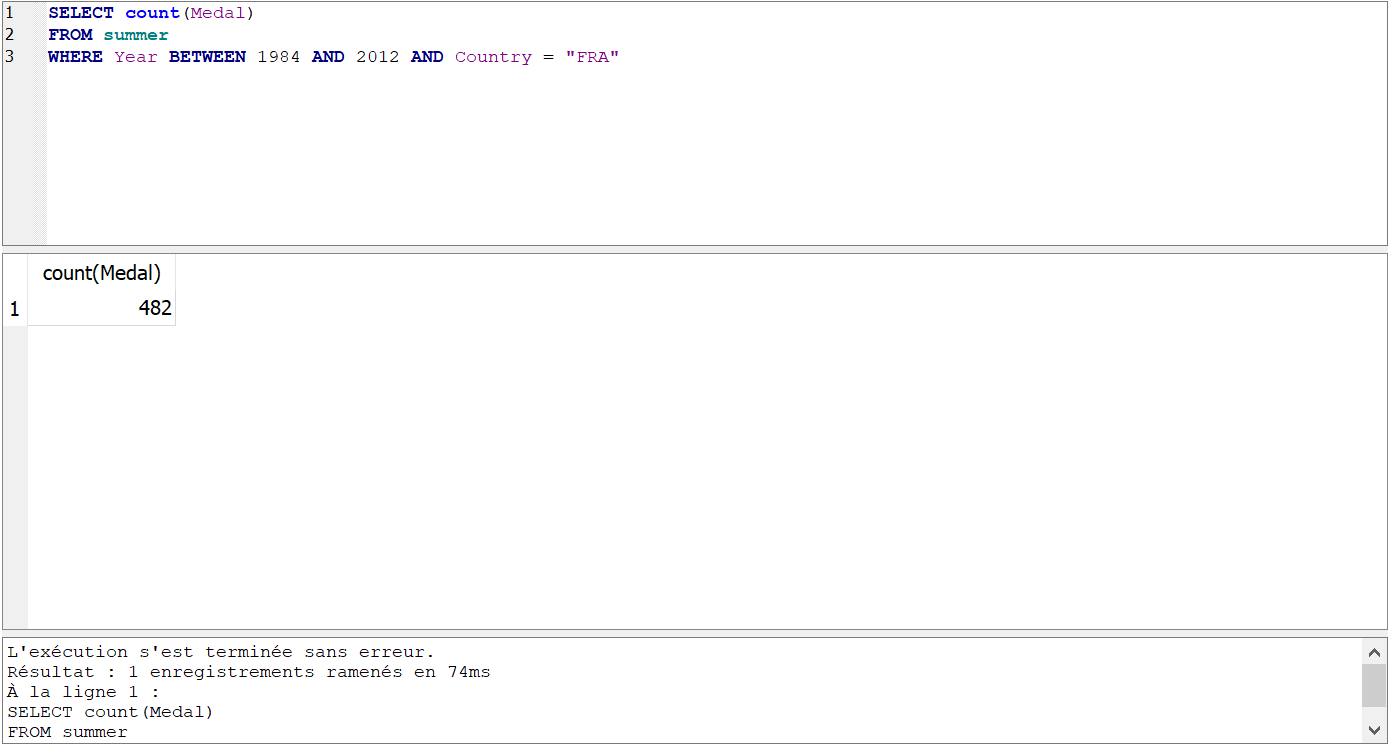 1 SELECT count(Medal)
2 FROM summer
3 WHERE Year BETWEEN 1984 AND 2012 AND Country = "FRA"
count(Medal)
1 482
L'exécution s'est terminée sans erreur.
Résultat : 1 enregistrements ramenés en 74ms
À la ligne 1 :
SELECT count(Medal)
FROM summer